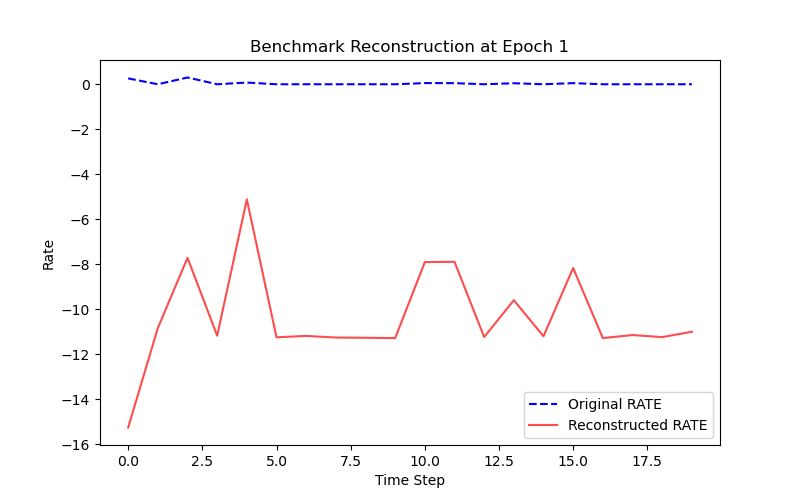 Benchmark Reconstruction at Epoch 1
Rate
0
−2
−4
−6
−8
−10
−12
−14
−16
Original RATE
Reconstructed RATE
0.0 2.5 5.0 7.5 10.0 12.5 15.0 17.5
Time Step